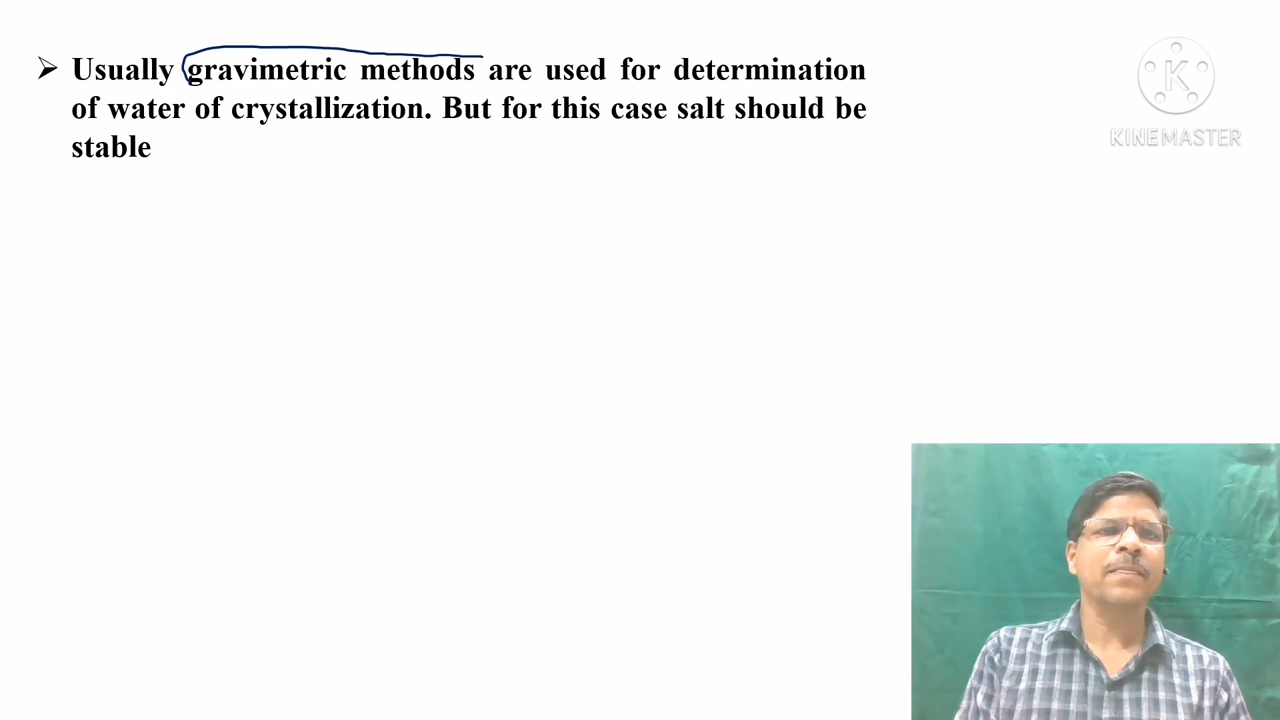 Usually gravimetric methods are used for determination
of water of crystallization. But for this case salt should be
stable
K
KINEMASTER